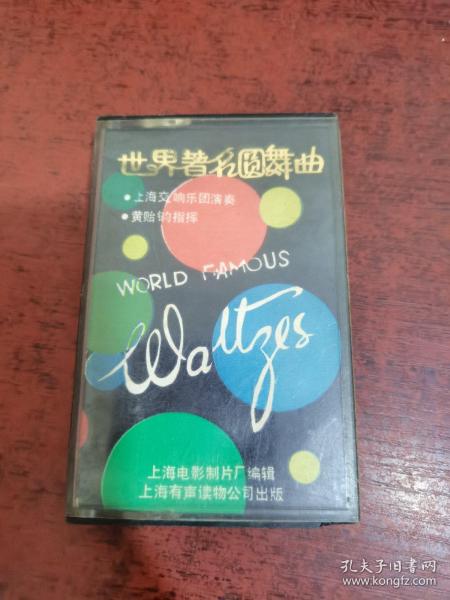 世界著名圆舞曲
●上海交响乐团演奏
●黄贻钧指挥
WORLD FAMOUS
Waltzes
上海电影制片厂编辑
上海有声读物公司出版
孔夫子旧书网
www.kongfz.com